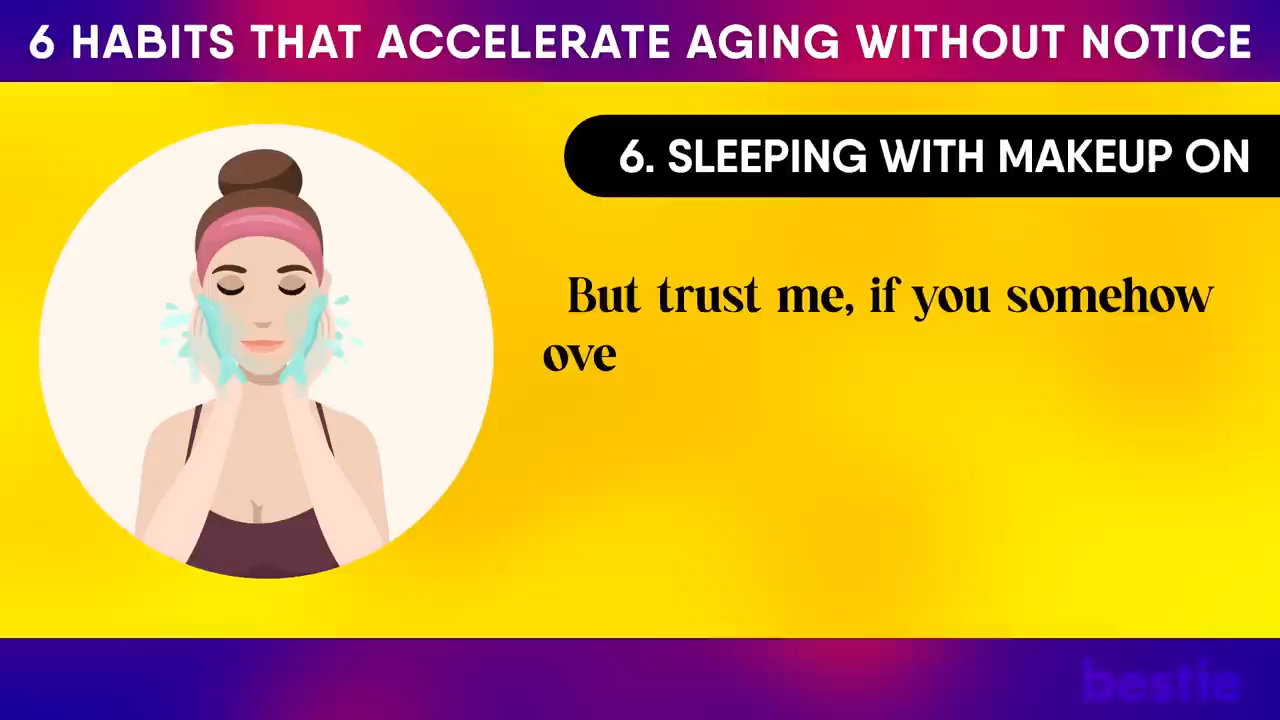 6 HABITS THAT ACCELERATE AGING WITHOUT NOTICE
6. SLEEPING WITH MAKEUP ON
But trust me, if you somehow
ove
bestie